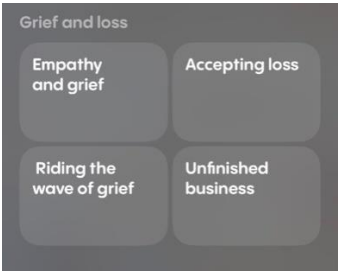 Grief and loss
Empathy
and grief
Accepting loss
Riding the
wave of grief
Unfinished
business